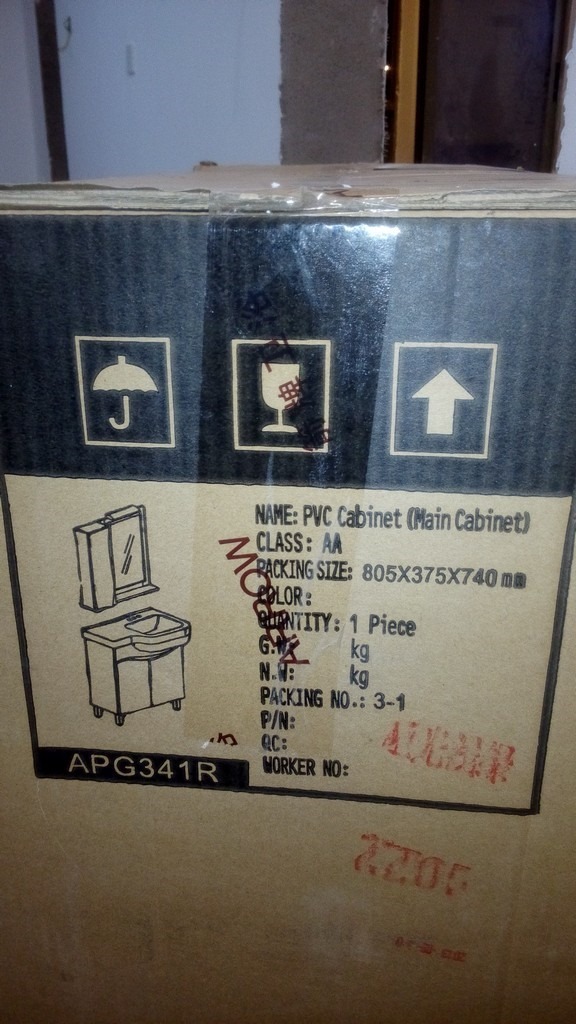 NAME: PVC Cabinet (Main Cabinet)
CLASS: AA
PACKING SIZE: 805X375X740 mm
COLOR:
QUANTITY: 1 Piece
G.W: kg
N.W: kg
PACKING NO.: 3-1
P/N:
QC:
WORKER NO:
APG341R